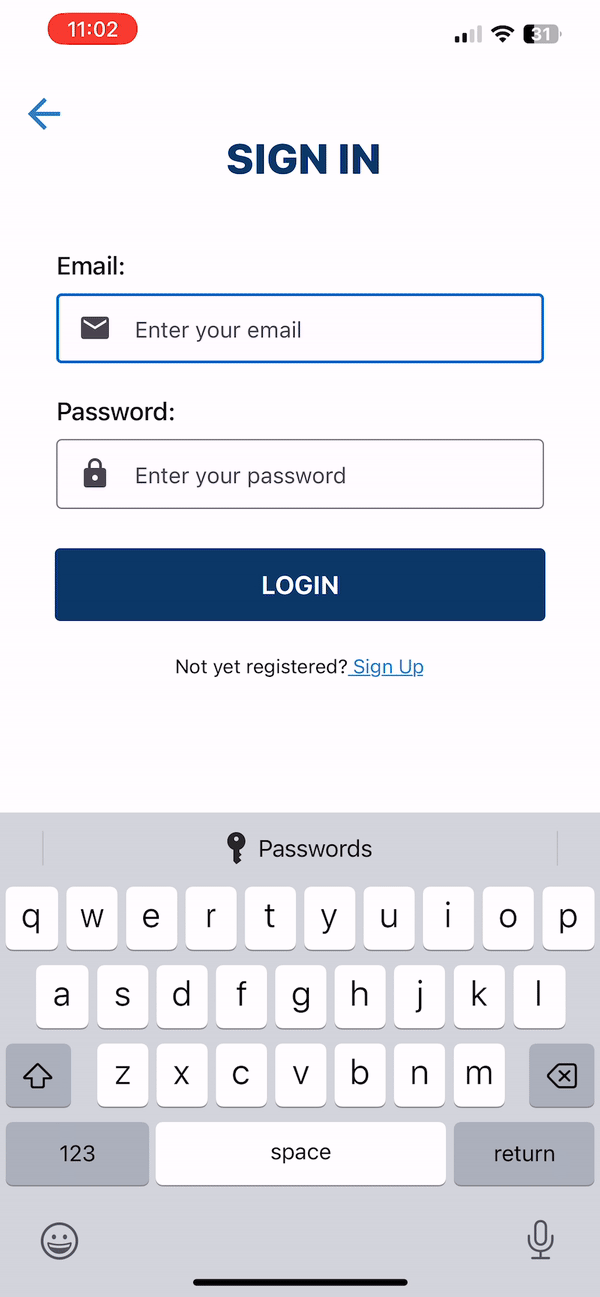 11:02
31
SIGN IN
Email:
Enter your email
Password:
Enter your password
LOGIN
Not yet registered? Sign Up
Passwords
q w e r t y u i o p
a s d f g h j k l
z x c v b n m
123 space return